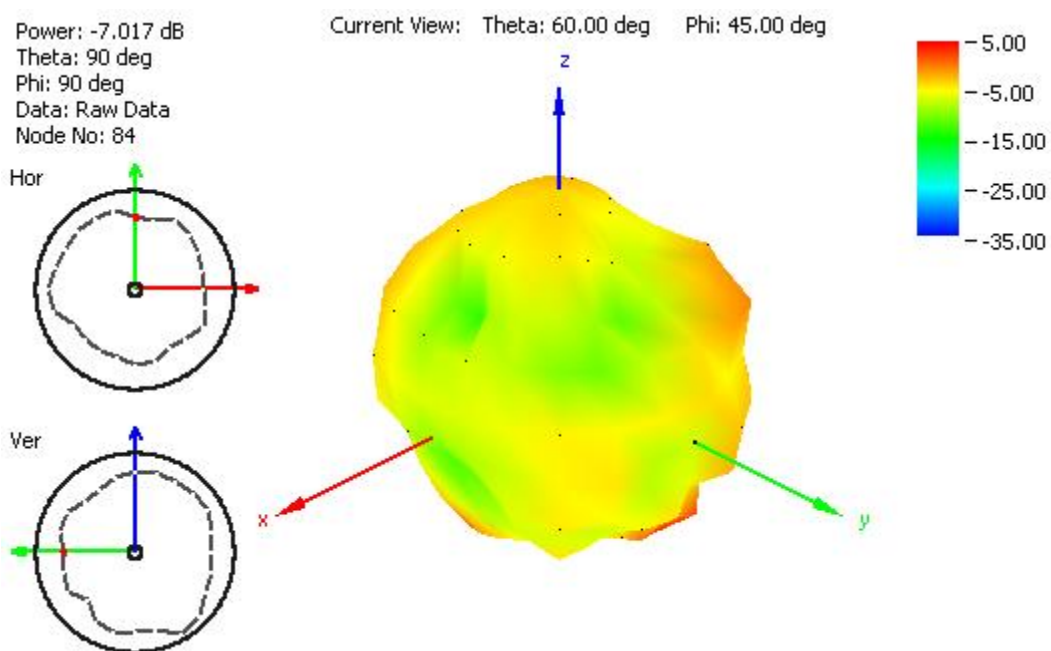 Power: -7.017 dB
Theta: 90 deg
Phi: 90 deg
Data: Raw Data
Node No: 84
Current View: Theta: 60.00 deg Phi: 45.00 deg
Hor
Ver
z
x
y
5.00
-5.00
-15.00
-25.00
-35.00